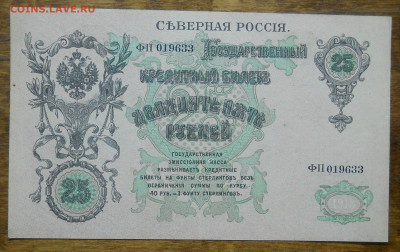 COINS.LAVE.RU
СѢВЕРНАЯ РОССІЯ.
ФП 019633
ГОСУДАРСТВЕННЫЙ
25
КРЕДИТНЫЙ БИЛЕТЪ
ДВАДЦАТЬ ПЯТЬ
РУБЛЕЙ
ГОСУДАРСТВЕННАЯ
ЭМИССІОННАЯ КАССА
РАЗМѢНИВАЕТЪ КРЕДИТНЫЕ
БИЛЕТЫ НА ФУНТЫ СТЕРЛИНГОВЪ БЕЗЪ
ОГРАНИЧЕНІЯ СУММЫ ПО КУРСУ.
40 РУБ.=1 ФУНТУ СТЕРЛИНГОВЪ.
ФП 019633
25